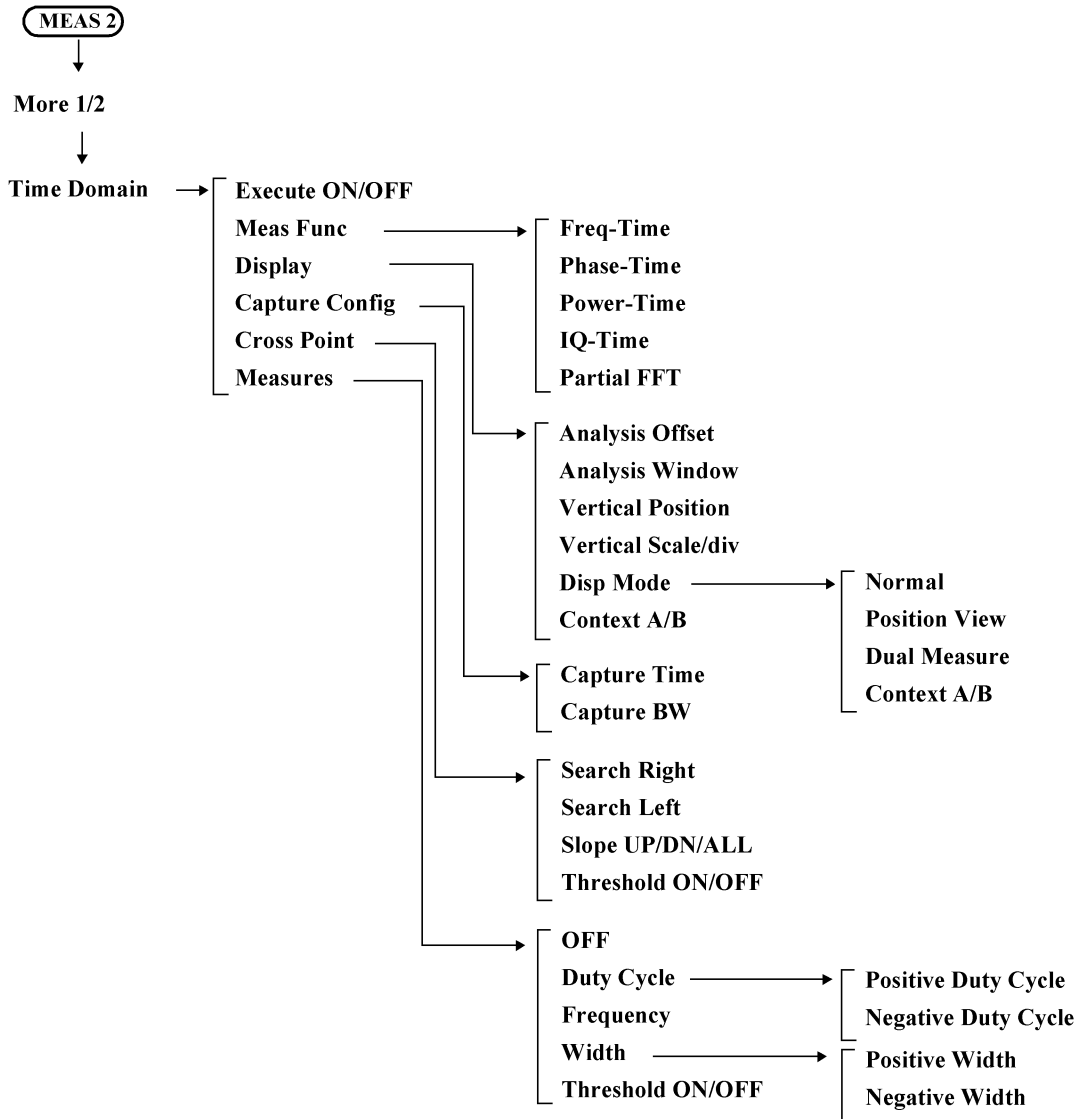 MEAS 2
More 1/2
Time Domain
Execute ON/OFF
Meas Func
Display
Capture Config
Cross Point
Measures
Freq-Time
Phase-Time
Power-Time
IQ-Time
Partial FFT
Analysis Offset
Analysis Window
Vertical Position
Vertical Scale/div
Disp Mode
Context A/B
Normal
Position View
Dual Measure
Context A/B
Capture Time
Capture BW
Search Right
Search Left
Slope UP/DN/ALL
Threshold ON/OFF
OFF
Duty Cycle
Frequency
Width
Threshold ON/OFF
Positive Duty Cycle
Negative Duty Cycle
Positive Width
Negative Width